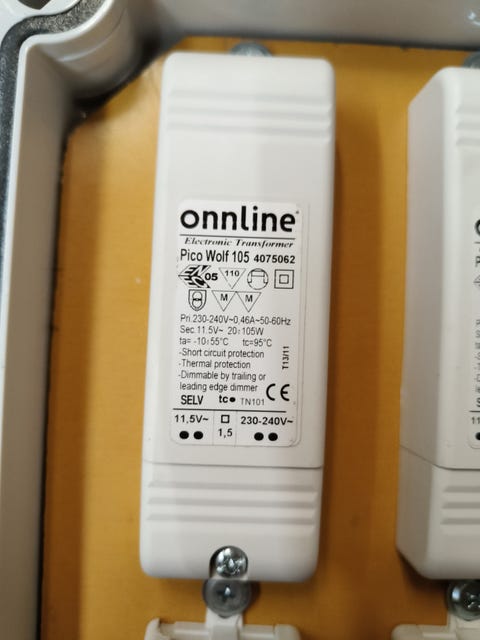 onnline
Electronic Transformer
Pico Wolf 105 4075062
05
110
M M
Pri.230-240V~0,46A~50-60Hz
Sec.11.5V~ 20÷105W
ta= -10÷55°C tc=95°C
-Short circuit protection
-Thermal protection
-Dimmable by trailing or
leading edge dimmer
T13/11
SELV tc● TN101 CE
11,5V~ 1,5 230-240V~